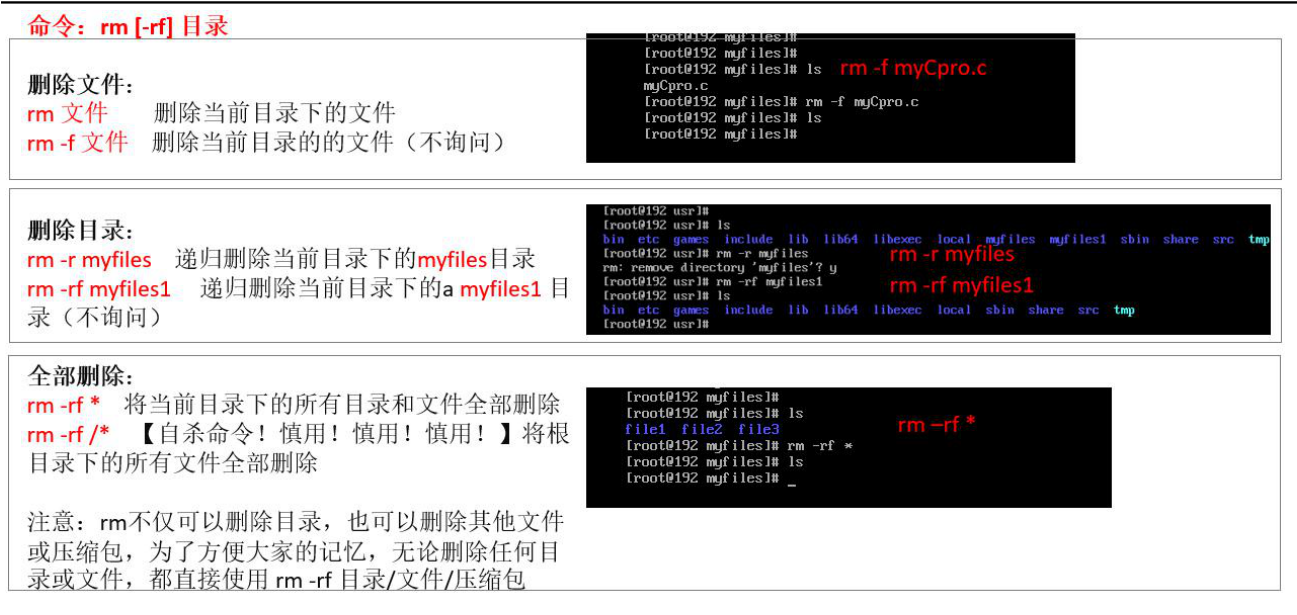 命令：rm [-rf] 目录
删除文件：
rm 文件 删除当前目录下的文件
rm -f 文件 删除当前目录的的文件（不询问）
[root@192 myfiles]#
[root@192 myfiles]#
[root@192 myfiles]# ls
rm -f myCpro.c
myCpro.c
[root@192 myfiles]# rm -f myCpro.c
[root@192 myfiles]# ls
[root@192 myfiles]#
删除目录：
rm -r myfiles 递归删除当前目录下的myfiles目录
rm -rf myfiles1 递归删除当前目录下的a myfiles1 目
录（不询问）
[root@192 usr]#
[root@192 usr]# ls
bin etc games include lib lib64 libexec local myfiles myfiles1 sbin share src tmp
[root@192 usr]# rm -r myfiles
rm -r myfiles
rm: remove directory 'myfiles'? y
[root@192 usr]# rm -rf myfiles1
rm -rf myfiles1
[root@192 usr]# ls
bin etc games include lib lib64 libexec local sbin share src tmp
[root@192 usr]#
全部删除：
rm -rf * 将当前目录下的所有目录和文件全部删除
rm -rf /* 【自杀命令！慎用！慎用！慎用！】将根
目录下的所有文件全部删除
注意：rm不仅可以删除目录，也可以删除其他文件
或压缩包，为了方便大家的记忆，无论删除任何目
录或文件，都直接使用 rm -rf 目录/文件/压缩包
[root@192 myfiles]#
[root@192 myfiles]# ls
file1 file2 file3
rm –rf *
[root@192 myfiles]# rm -rf *
[root@192 myfiles]# ls
[root@192 myfiles]# _